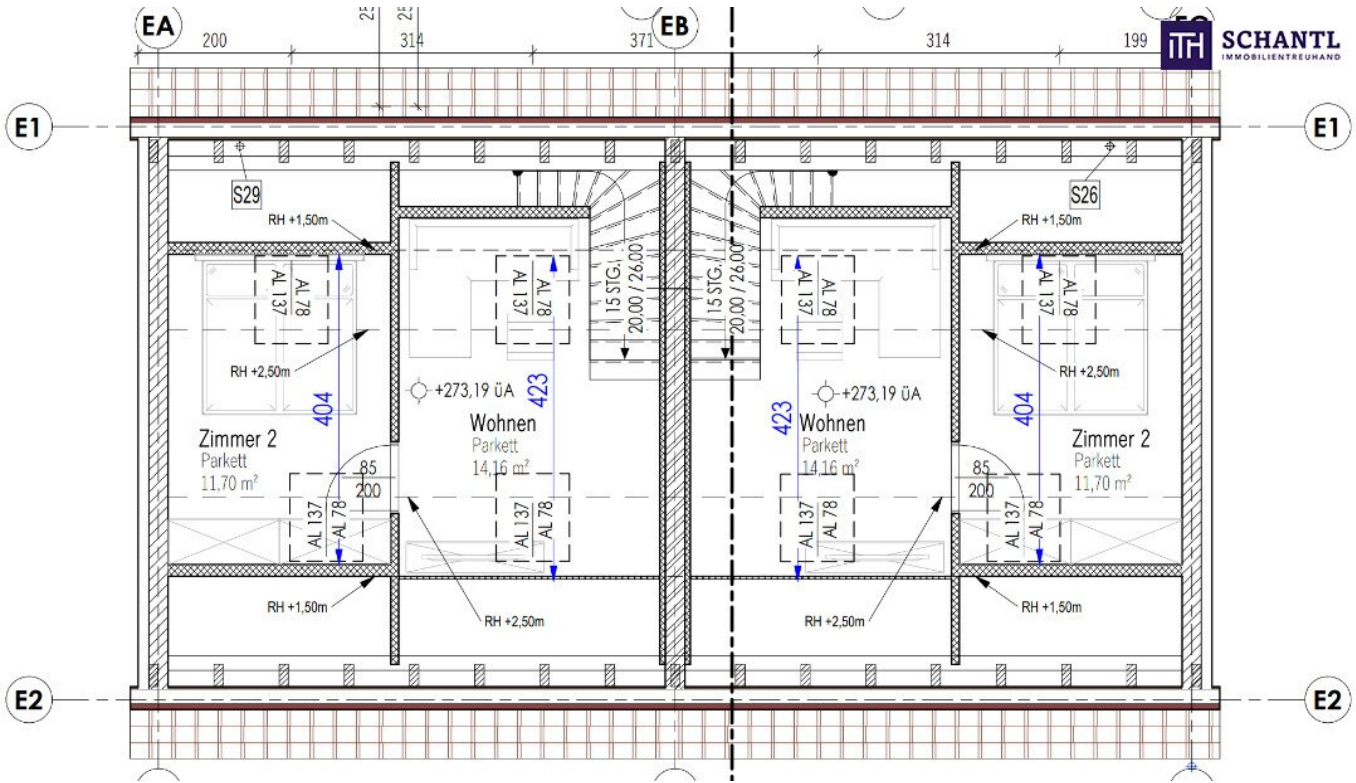 EA
25
25
EB
SCHANTL
IMMOBILIENTREUHAND
ITH
200
314
371
314
199
E1
E1
S29
S26
RH +1,50m
RH +1,50m
AL 137
AL 78
AL 137
AL 78
15 STG.
20,00 / 26,00
15 STG.
20,00 / 26,00
AL 137
AL 78
AL 137
AL 78
RH +2,50m
RH +2,50m
404
+273,19 üA
423
423
+273,19 üA
404
Zimmer 2
Parkett
11,70 m²
Wohnen
Parkett
14,16 m²
Wohnen
Parkett
14,16 m²
Zimmer 2
Parkett
11,70 m²
85
200
85
200
AL 137
AL 78
AL 137
AL 78
AL 137
AL 78
AL 137
AL 78
RH +1,50m
RH +2,50m
RH +2,50m
RH +1,50m
E2
E2